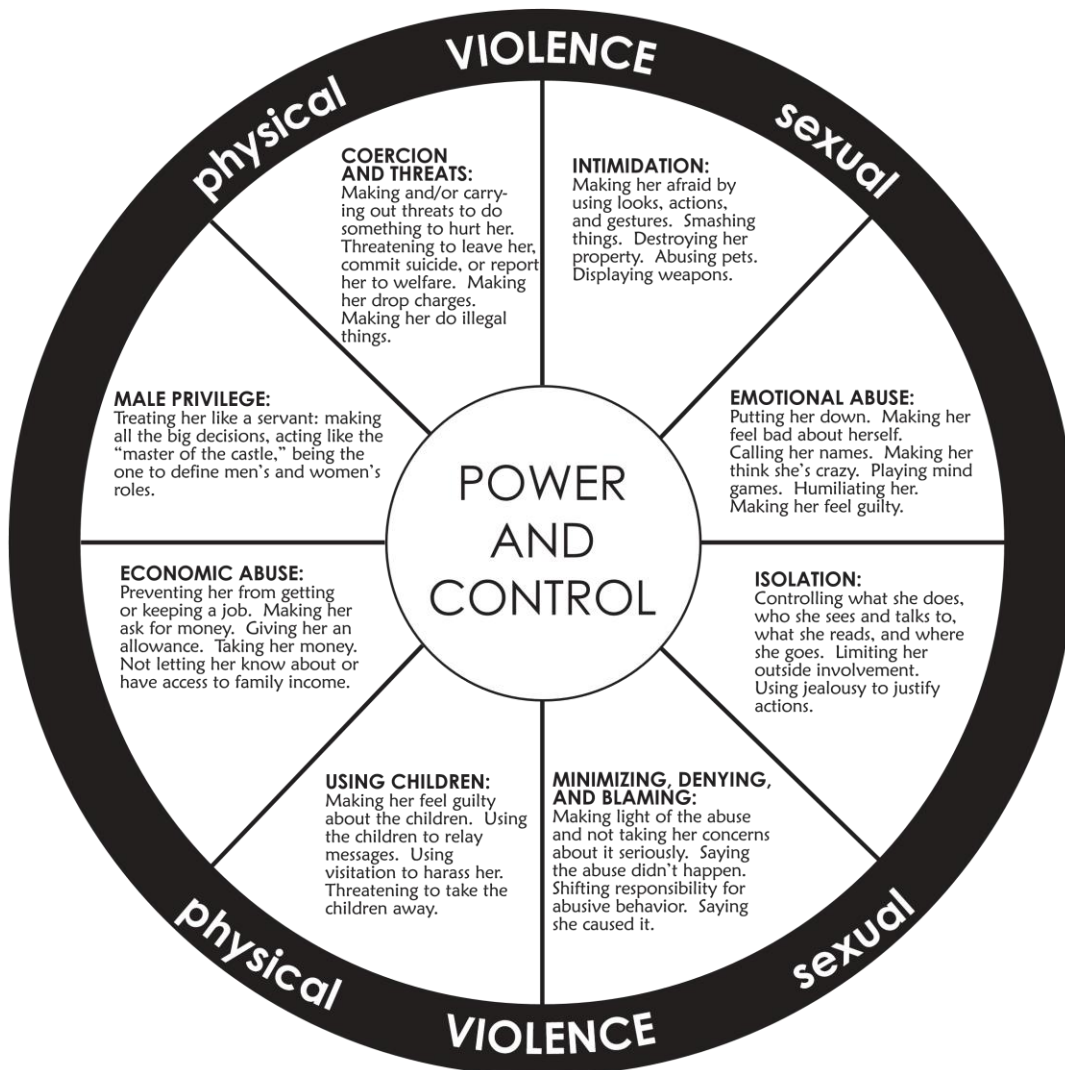 physical VIOLENCE sexual
COERCION
AND THREATS:
Making and/or carry-
ing out threats to do
something to hurt her.
Threatening to leave her,
commit suicide, or report
her to welfare.  Making
her drop charges.
Making her do illegal
things.
INTIMIDATION:
Making her afraid by
using looks, actions,
and gestures.  Smashing
things.  Destroying her
property.  Abusing pets.
Displaying weapons.
MALE PRIVILEGE:
Treating her like a servant: making
all the big decisions, acting like the
“master of the castle,” being the
one to define men’s and women’s
roles.
EMOTIONAL ABUSE:
Putting her down.  Making her
feel bad about herself.
Calling her names.  Making her
think she’s crazy.  Playing mind
games.  Humiliating her.
Making her feel guilty.
POWER
AND
CONTROL
ECONOMIC ABUSE:
Preventing her from getting
or keeping a job.  Making her
ask for money.  Giving her an
allowance.  Taking her money.
Not letting her know about or
have access to family income.
ISOLATION:
Controlling what she does,
who she sees and talks to,
what she reads, and where
she goes.  Limiting her
outside involvement.
Using jealousy to justify
actions.
USING CHILDREN:
Making her feel guilty
about the children.  Using
the children to relay
messages.  Using
visitation to harass her.
Threatening to take the
children away.
MINIMIZING, DENYING,
AND BLAMING:
Making light of the abuse
and not taking her concerns
about it seriously.  Saying
the abuse didn’t happen.
Shifting responsibility for
abusive behavior.  Saying
she caused it.
physical VIOLENCE sexual